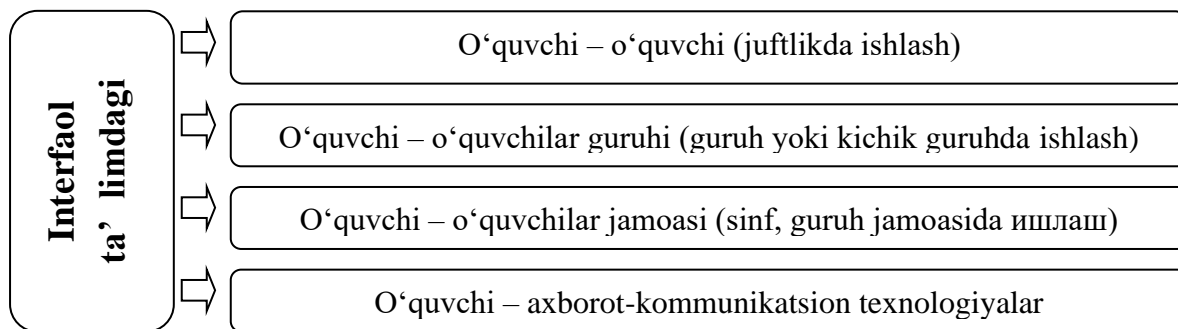 Interfaol
ta’ limdagi
O‘quvchi – o‘quvchi (juftlikda ishlash)
O‘quvchi – o‘quvchilar guruhi (guruh yoki kichik guruhda ishlash)
O‘quvchi – o‘quvchilar jamoasi (sinf, guruh jamoasida ишлаш)
O‘quvchi – axborot-kommunikatsion texnologiyalar